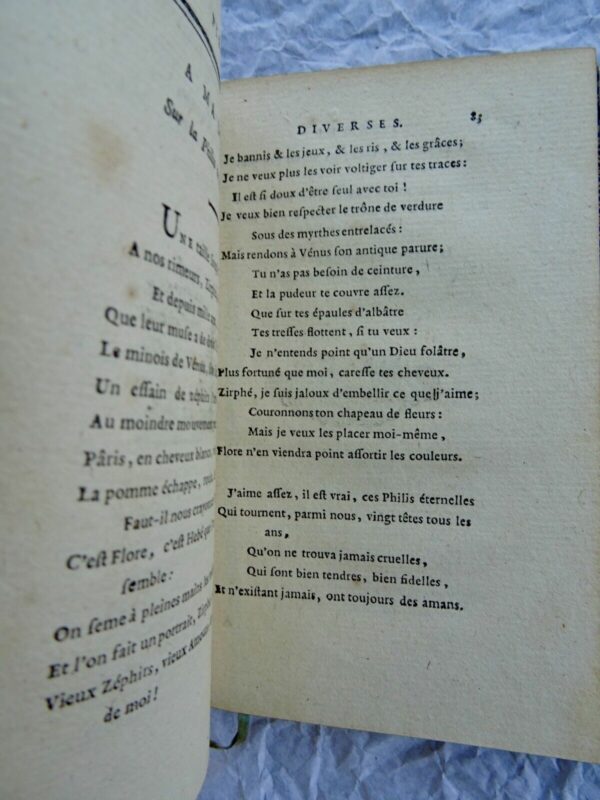 A
Sur la
UNE taille
A nos rimeurs,
Et depuis
Que leur muse a
Le minois de Vénus,
Un essain de zéphirs
Au moindre mouvement
Pâris, en cheveux blancs,
La pomme échappe,
Faut-il nous
C'eſt Flore, c'eſt Hébé
ſemble :
On ſeme à pleines mains
Et l'on fait un portrait,
Vieux Zéphirs, vieux
de moi !
DIVERSES. 83
Je bannis & les jeux, & les ris, & les grâces;
Je ne veux plus les voir voltiger ſur tes traces:
Il eſt ſi doux d'être ſeul avec toi !
Je veux bien reſpecter le trône de verdure
Sous des myrthes entrelacés :
Mais rendons à Vénus ſon antique parure;
Tu n'as pas beſoin de ceinture,
Et la pudeur te couvre aſſez.
Que ſur tes épaules d'albâtre
Tes treſſes flottent, ſi tu veux :
Je n'entends point qu'un Dieu folâtre,
Plus fortuné que moi, careſſe tes cheveux.
Zirphé, je ſuis jaloux d'embellir ce que j'aime;
Couronnons ton chapeau de fleurs :
Mais je veux les placer moi-même,
Flore n'en viendra point aſſortir les couleurs.
J'aime aſſez, il eſt vrai, ces Philis éternelles
Qui tournent, parmi nous, vingt têtes tous les
ans,
Qu'on ne trouva jamais cruelles,
Qui ſont bien tendres, bien fidelles,
Et n'exiſtant jamais, ont toujours des amans.